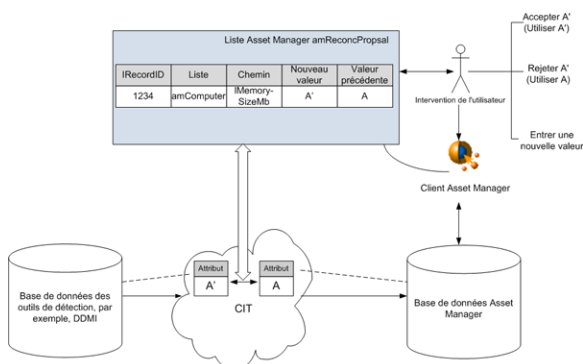 Liste Asset Manager amReconcPropsal
IRecordID Liste Chemin Nouveau valeur Valeur précédente
1234 amComputer lMemory-SizeMb A' A
Accepter A'
(Utiliser A')
Rejeter A'
(Utiliser A)
Entrer une
nouvelle valeur
Intervention de l'utilisateur
Client Asset Manager
Attribut
A'
Attribut
A
CIT
Base de données des
outils de détection, par
exemple, DDMI
Base de données Asset
Manager